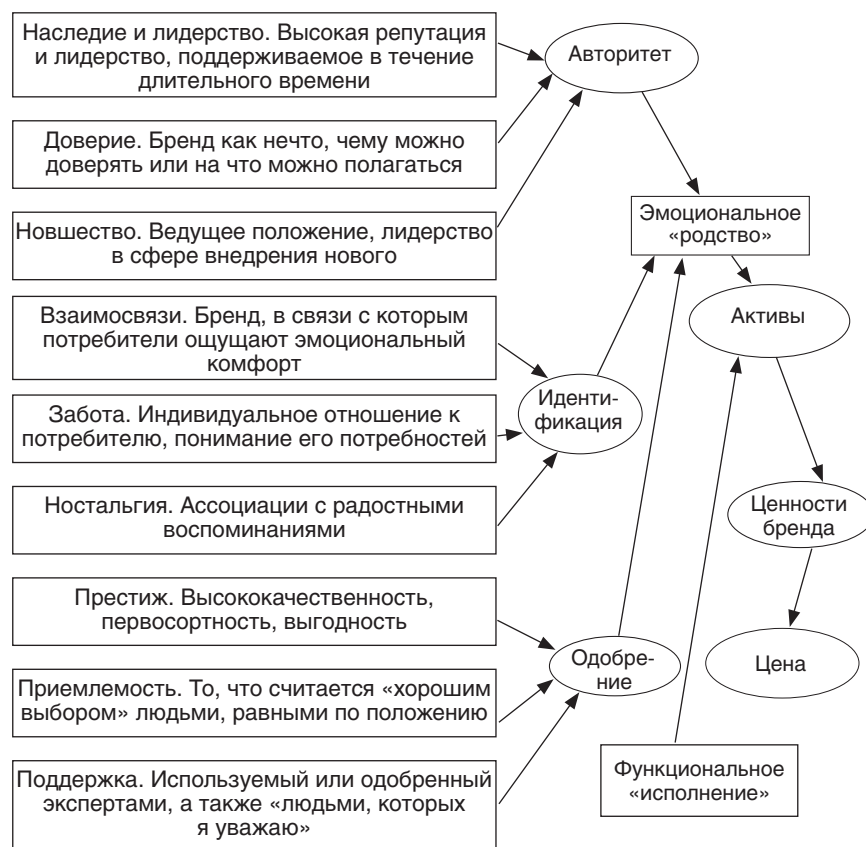 Наследие и лидерство. Высокая репутация
и лидерство, поддерживаемое в течение
длительного времени
Авторитет
Доверие. Бренд как нечто, чему можно
доверять или на что можно полагаться
Новшество. Ведущее положение, лидерство
в сфере внедрения нового
Эмоциональное
«родство»
Взаимосвязи. Бренд, в связи с которым
потребители ощущают эмоциональный
комфорт
Активы
Забота. Индивидуальное отношение к
потребителю, понимание его потребностей
Иденти-
фикация
Ностальгия. Ассоциации с радостными
воспоминаниями
Ценности
бренда
Престиж. Высококачественность,
первосортность, выгодность
Одобре-
ние
Цена
Приемлемость. То, что считается «хорошим
выбором» людьми, равными по положению
Поддержка. Используемый или одобренный
экспертами, а также «людьми, которых
я уважаю»
Функциональное
«исполнение»